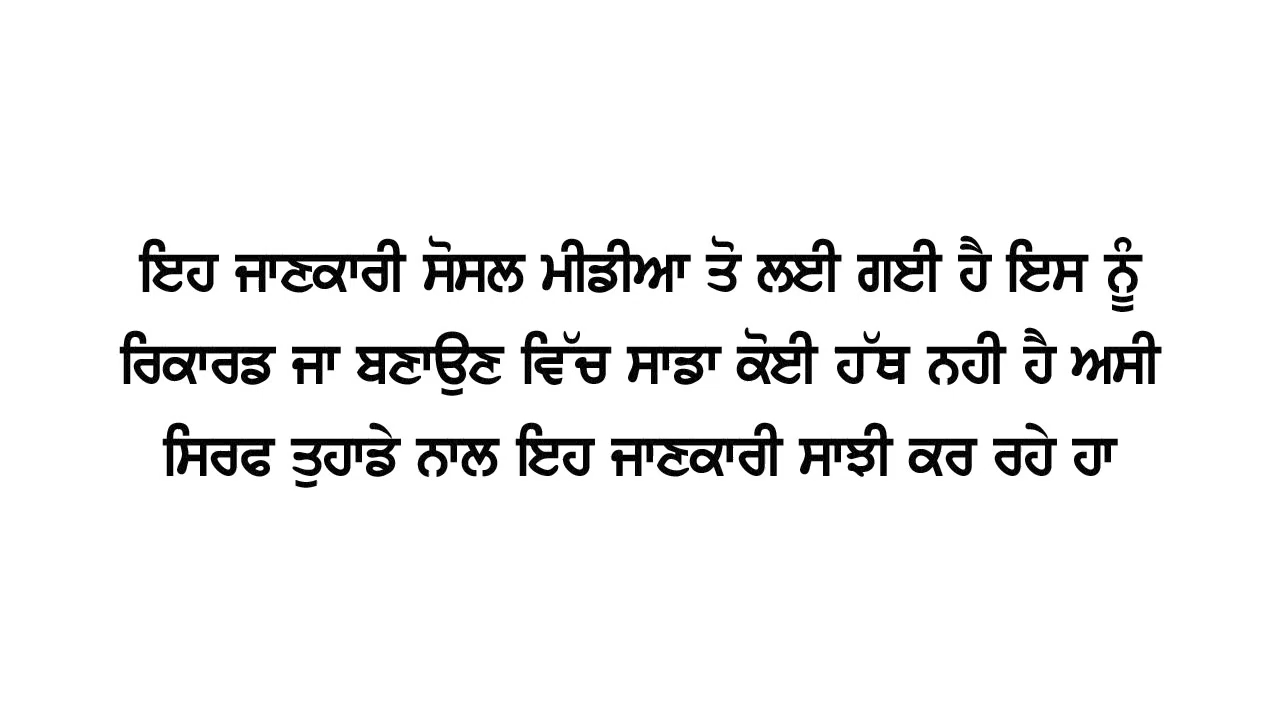 ਇਹ ਜਾਣਕਾਰੀ ਸੋਸਲ ਮੀਡੀਆ ਤੋ ਲਈ ਗਈ ਹੈ ਇਸ ਨੂੰ
ਰਿਕਾਰਡ ਜਾ ਬਣਾਉਣ ਵਿੱਚ ਸਾਡਾ ਕੋਈ ਹੱਥ ਨਹੀ ਹੈ ਅਸੀ
ਸਿਰਫ ਤੁਹਾਡੇ ਨਾਲ ਇਹ ਜਾਣਕਾਰੀ ਸਾਝੀ ਕਰ ਰਹੇ ਹਾ